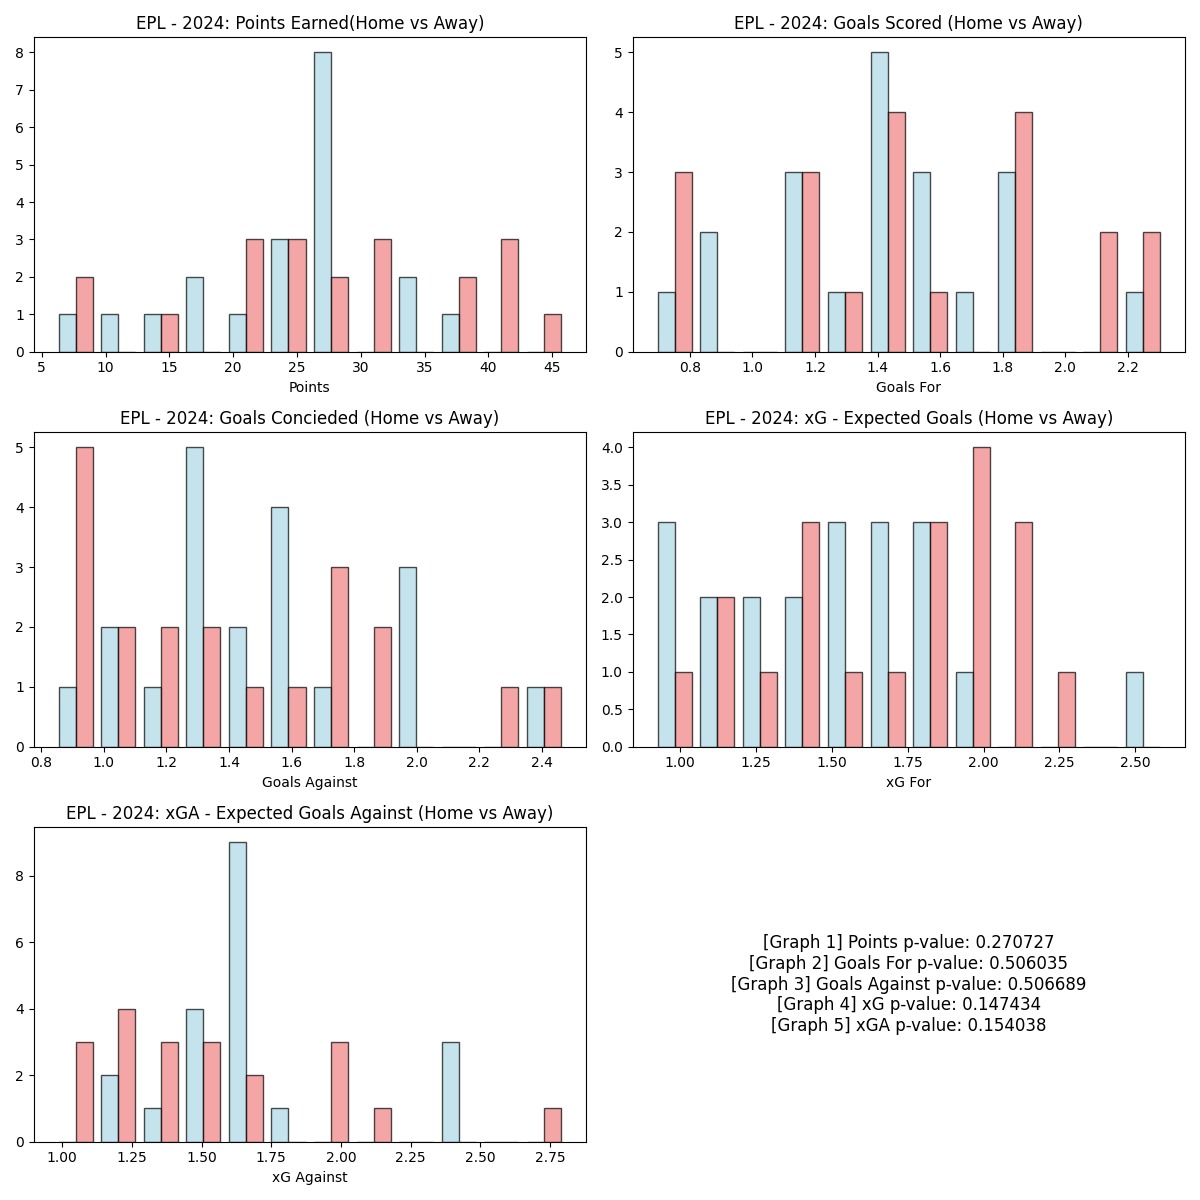 EPL - 2024: Points Earned(Home vs Away)
8
7
6
5
4
3
2
1
0
5 10 15 20 25 30 35 40 45
Points
EPL - 2024: Goals Scored (Home vs Away)
5
4
3
2
1
0
0.8 1.0 1.2 1.4 1.6 1.8 2.0 2.2
Goals For
EPL - 2024: Goals Concieded (Home vs Away)
5
4
3
2
1
0
0.8 1.0 1.2 1.4 1.6 1.8 2.0 2.2 2.4
Goals Against
EPL - 2024: xG - Expected Goals (Home vs Away)
4.0
3.5
3.0
2.5
2.0
1.5
1.0
0.5
0.0
1.00 1.25 1.50 1.75 2.00 2.25 2.50
xG For
EPL - 2024: xGA - Expected Goals Against (Home vs Away)
8
6
4
2
0
1.00 1.25 1.50 1.75 2.00 2.25 2.50 2.75
xG Against
[Graph 1] Points p-value: 0.270727
[Graph 2] Goals For p-value: 0.506035
[Graph 3] Goals Against p-value: 0.506689
[Graph 4] xG p-value: 0.147434
[Graph 5] xGA p-value: 0.154038